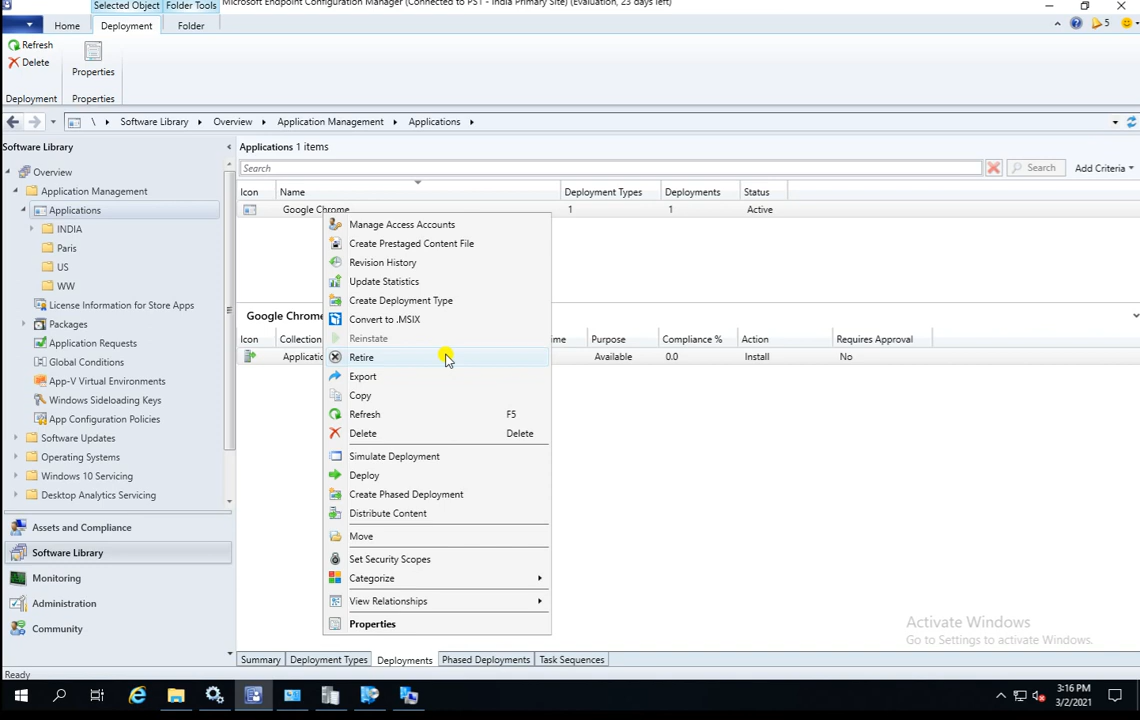 Selected Object Folder Tools Microsoft Endpoint Configuration Manager (Connected to PS1 - India Primary Site) (Evaluation, 23 days left)
Home Deployment Folder 5
Refresh
Delete
Properties
Deployment Properties
\ Software Library Overview Application Management Applications
Software Library
Overview
Application Management
Applications
INDIA
Paris
US
WW
License Information for Store Apps
Packages
Application Requests
Global Conditions
App-V Virtual Environments
Windows Sideloading Keys
App Configuration Policies
Software Updates
Operating Systems
Windows 10 Servicing
Desktop Analytics Servicing
Assets and Compliance
Software Library
Monitoring
Administration
Community
Applications 1 items
Search Search Add Criteria
Icon Name Deployment Types Deployments Status
Google Chrome 1 1 Active
Manage Access Accounts
Create Prestaged Content File
Revision History
Update Statistics
Create Deployment Type
Convert to .MSIX
Reinstate
Retire
Export
Copy
Refresh F5
Delete Delete
Simulate Deployment
Deploy
Create Phased Deployment
Distribute Content
Move
Set Security Scopes
Categorize
View Relationships
Properties
Google Chrome
Icon Collection ime Purpose Compliance % Action Requires Approval
Applicatio Available 0.0 Install No
Activate Windows
Go to Settings to activate Windows.
Summary Deployment Types Deployments Phased Deployments Task Sequences
Ready
3:16 PM
3/2/2021